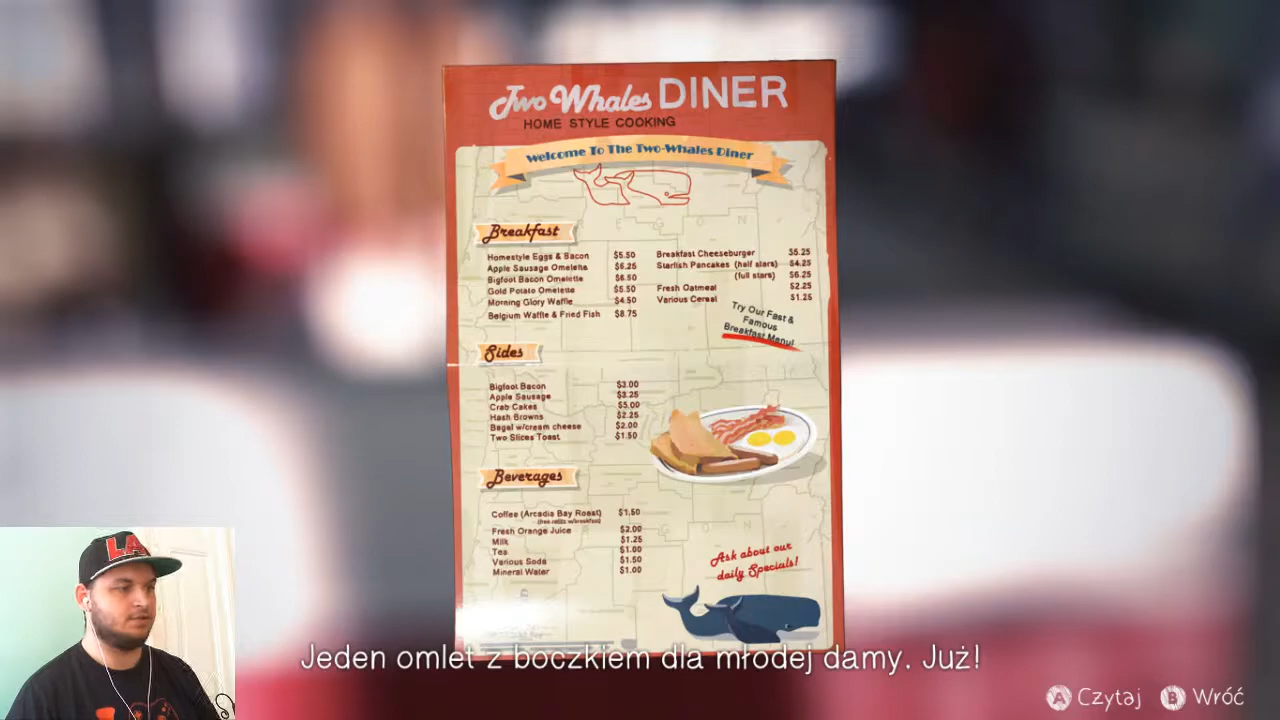 Two Whales DINER
HOME STYLE COOKING
Welcome To The Two-Whales Diner
E G O N
Breakfast
Homestyle Eggs & Bacon $5.50
Apple Sausage Omelette $6.25
Bigfoot Bacon Omelette $6.50
Gold Potato Omelette $5.50
Morning Glory Waffle $4.50
Belgium Waffle & Fried Fish $8.75
Breakfast Cheeseburger $5.25
Starfish Pancakes (half stars) $4.25
(full stars) $6.25
Fresh Oatmeal $2.25
Various Cereal $1.25
Try Our Fast &
Famous
Breakfast Menu!
Sides
Bigfoot Bacon $3.00
Apple Sausage $3.25
Crab Cakes $5.00
Hash Browns $2.25
Bagel w/cream cheese $2.00
Two Slices Toast $1.50
Beverages
Coffee (Arcadia Bay Roast) $1.50
(free refills w/breakfast)
Fresh Orange Juice $2.00
Milk $1.25
Tea $1.00
Various Soda $1.50
Mineral Water $1.00
G O N
Ask about our
daily Specials!
LA
Jeden omlet z boczkiem dla młodej damy. Już!
A Czytaj B Wróć